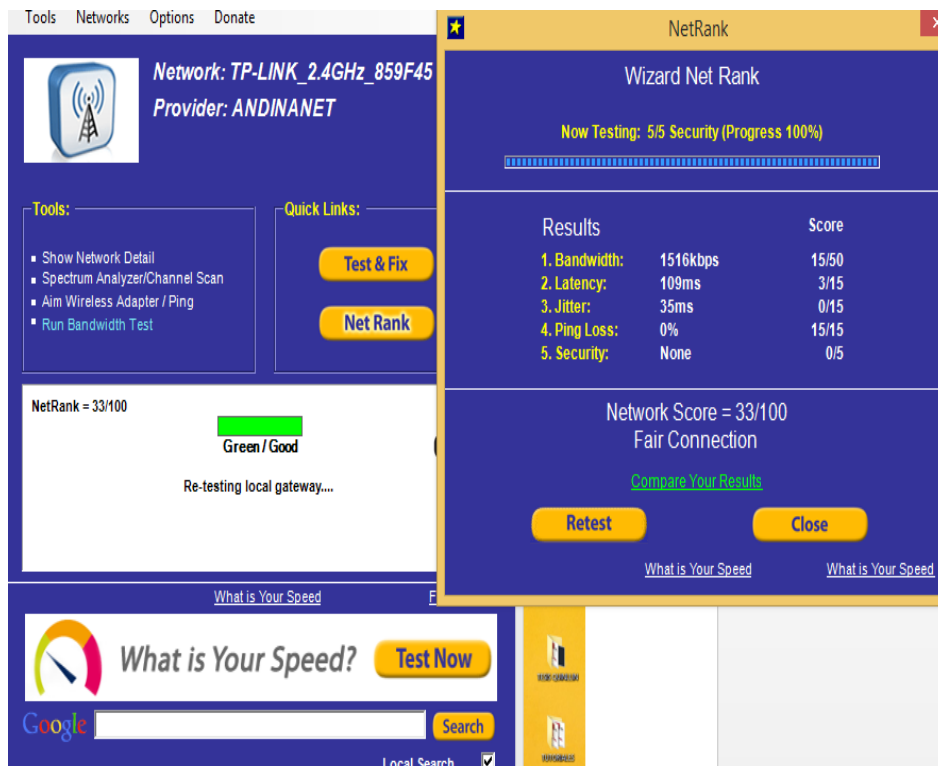 Tools Networks Options Donate
Network: TP-LINK_2.4GHz_859F45
Provider: ANDINANET
Tools:
Show Network Detail
Spectrum Analyzer/Channel Scan
Aim Wireless Adapter / Ping
Run Bandwidth Test
Quick Links:
Test & Fix
Net Rank
NetRank = 33/100
Green / Good
Re-testing local gateway....
What is Your Speed
What is Your Speed?
Test Now
Google
Search
Local Search
NetRank
Wizard Net Rank
Now Testing: 5/5 Security (Progress 100%)
Results Score
1. Bandwidth: 1516kbps 15/50
2. Latency: 109ms 3/15
3. Jitter: 35ms 0/15
4. Ping Loss: 0% 15/15
5. Security: None 0/5
Network Score = 33/100
Fair Connection
Compare Your Results
Retest Close
What is Your Speed What is Your Speed